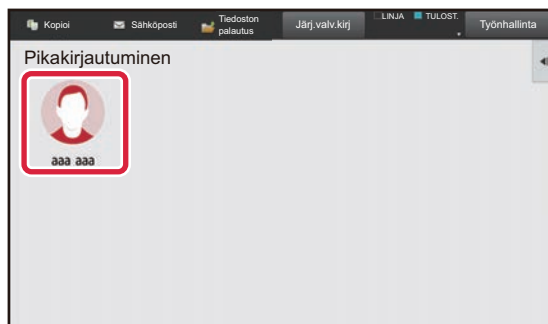 Kopioi
Sähköposti
Tiedoston
palautus
Järj.valv.kirj
LINJA
TULOST.
Työnhallinta
Pikakirjautuminen
aaa aaa